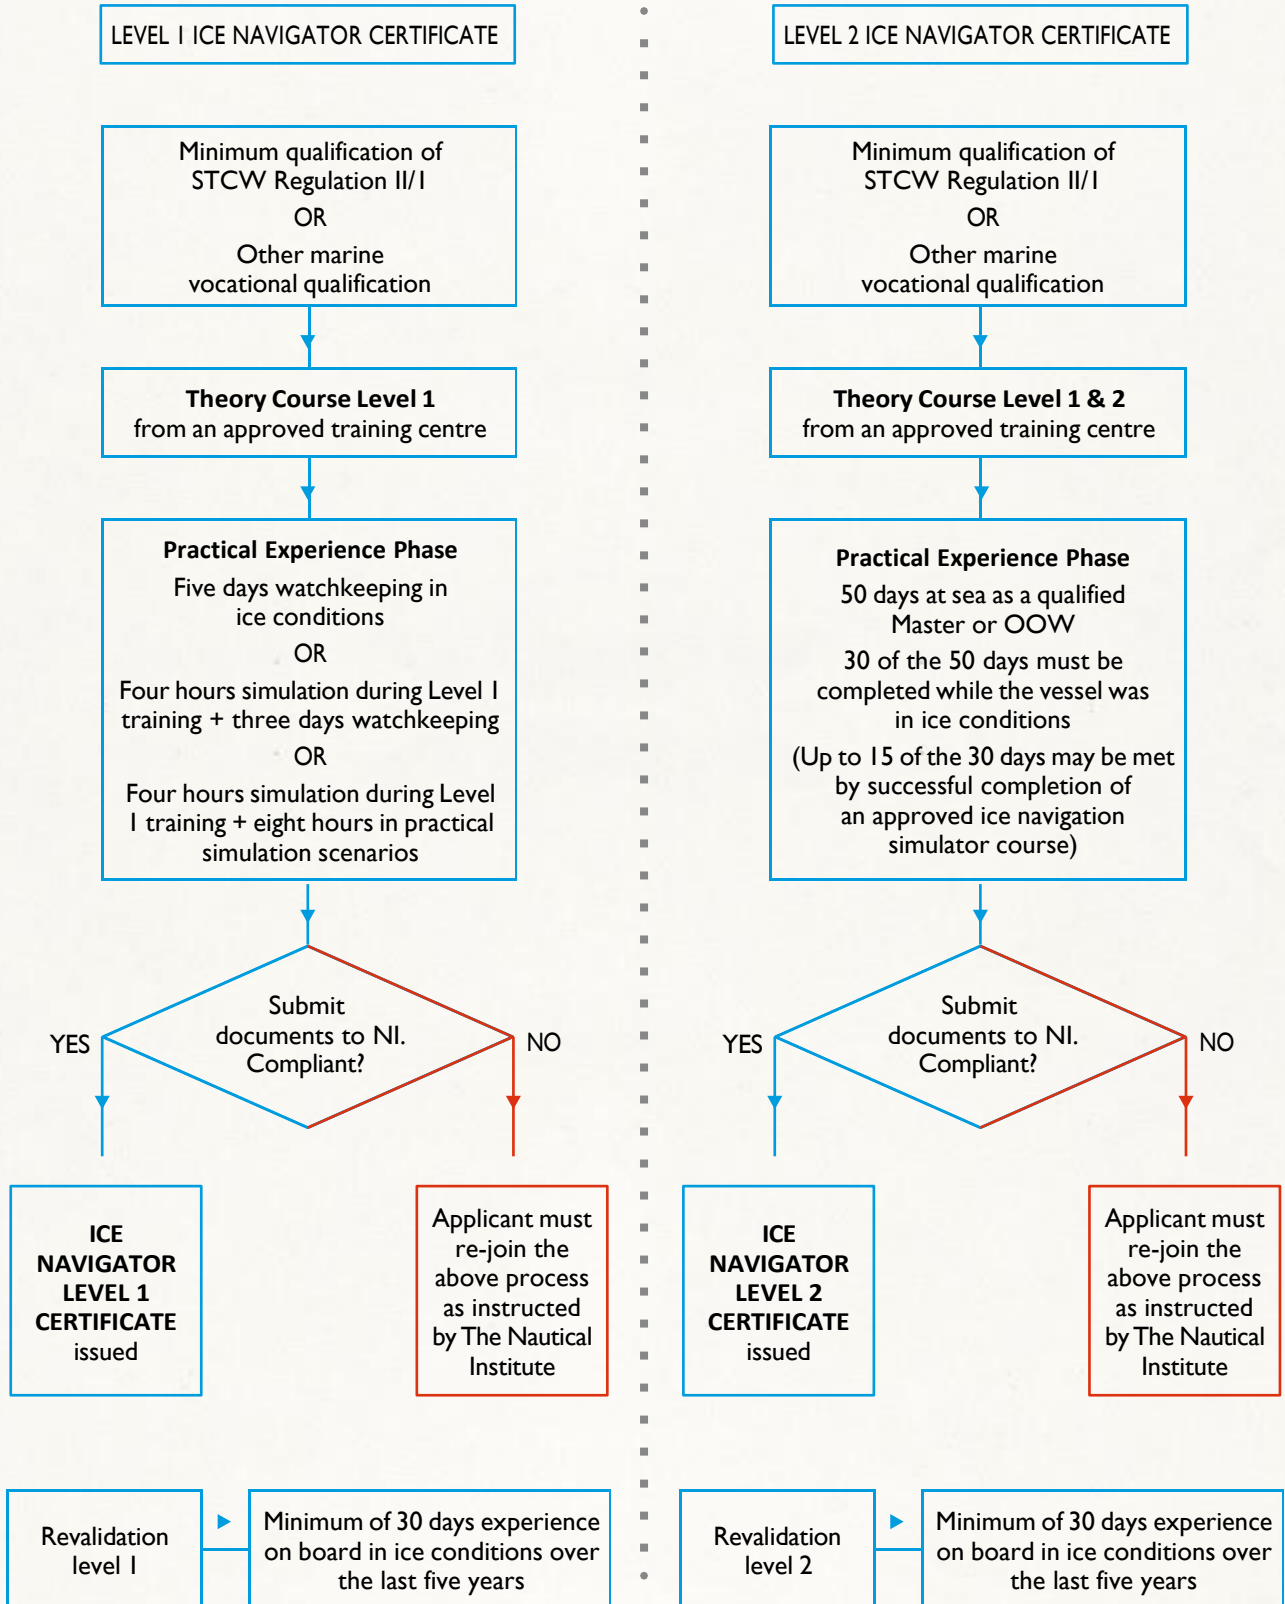 LEVEL 1 ICE NAVIGATOR CERTIFICATE
Minimum qualification of
STCW Regulation II/1
OR
Other marine
vocational qualification
Theory Course Level 1
from an approved training centre
Practical Experience Phase
Five days watchkeeping in
ice conditions
OR
Four hours simulation during Level 1
training + three days watchkeeping
OR
Four hours simulation during Level
1 training + eight hours in practical
simulation scenarios
Submit
documents to NI.
Compliant?
YES
NO
ICE
NAVIGATOR
LEVEL 1
CERTIFICATE
issued
Applicant must
re-join the
above process
as instructed
by The Nautical
Institute
Revalidation
level 1
Minimum of 30 days experience
on board in ice conditions over
the last five years
LEVEL 2 ICE NAVIGATOR CERTIFICATE
Minimum qualification of
STCW Regulation II/1
OR
Other marine
vocational qualification
Theory Course Level 1 & 2
from an approved training centre
Practical Experience Phase
50 days at sea as a qualified
Master or OOW
30 of the 50 days must be
completed while the vessel was
in ice conditions
(Up to 15 of the 30 days may be met
by successful completion of
an approved ice navigation
simulator course)
Submit
documents to NI.
Compliant?
YES
NO
ICE
NAVIGATOR
LEVEL 2
CERTIFICATE
issued
Applicant must
re-join the
above process
as instructed
by The Nautical
Institute
Revalidation
level 2
Minimum of 30 days experience
on board in ice conditions over
the last five years